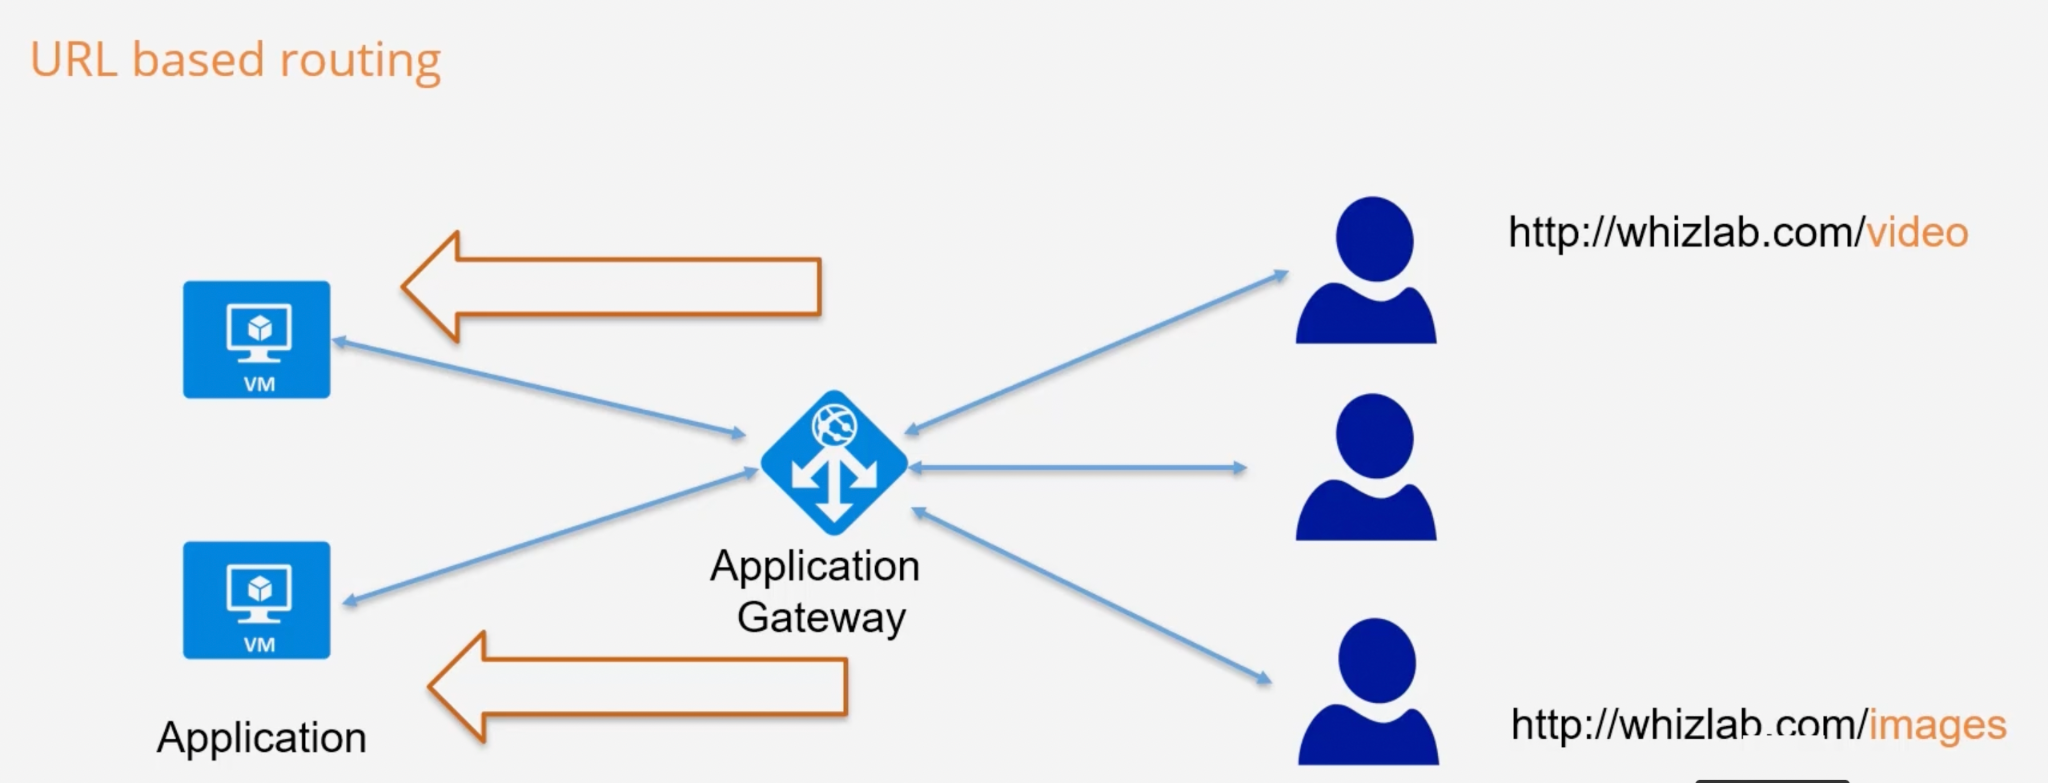 URL based routing
http://whizlab.com/video
VM
Application
Gateway
VM
Application
http://whizlab.com/images